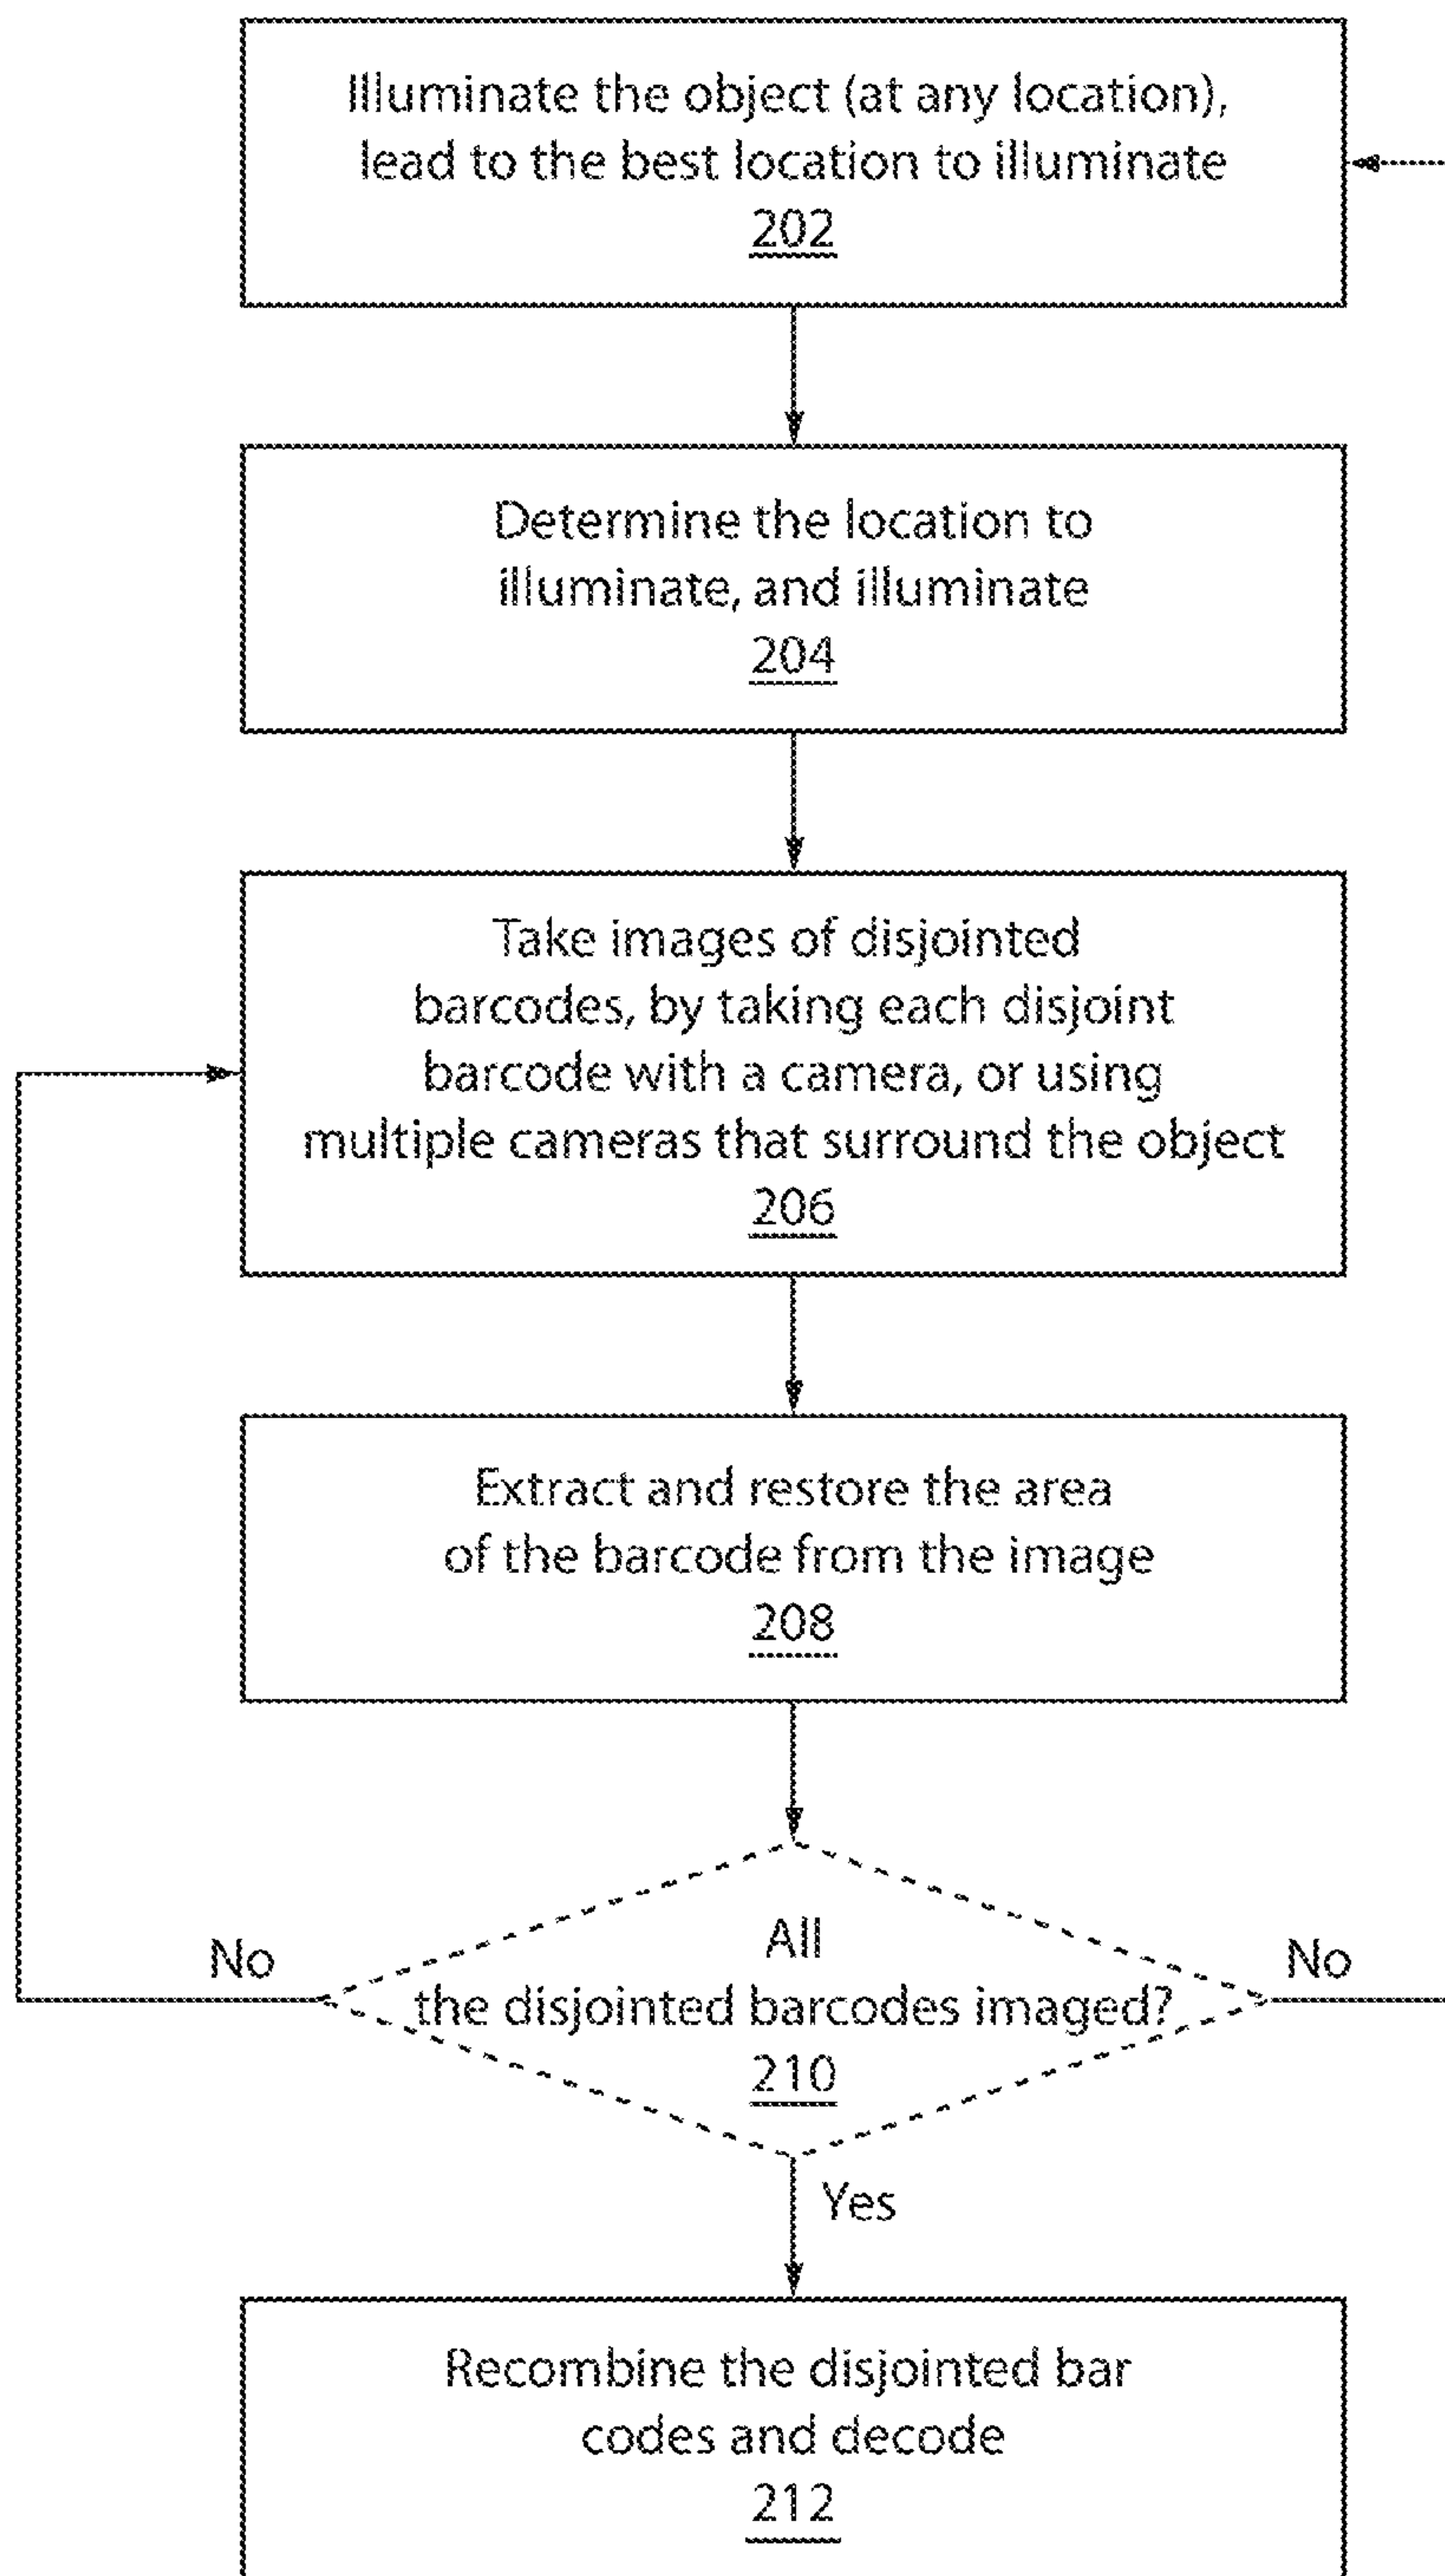 Illuminate the object (at any location),
lead to the best location to illuminate
202
Determine the location to
illuminate, and illuminate
204
Take images of disjointed
barcodes, by taking each disjoint
barcode with a camera, or using
multiple cameras that surround the object
206
Extract and restore the area
of the barcode from the image
208
No
All
No
the disjointed barcodes imaged?
210
Yes
Recombine the disjointed bar
codes and decode
212